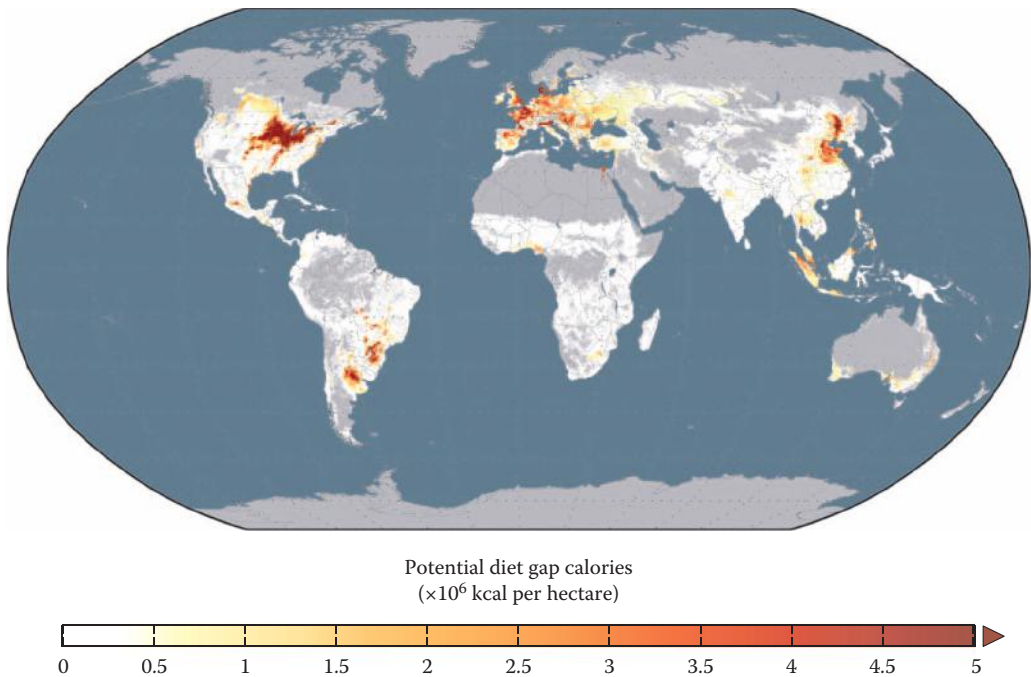 Potential diet gap calories
(×10⁶ kcal per hectare)
0 0.5 1 1.5 2 2.5 3 3.5 4 4.5 5